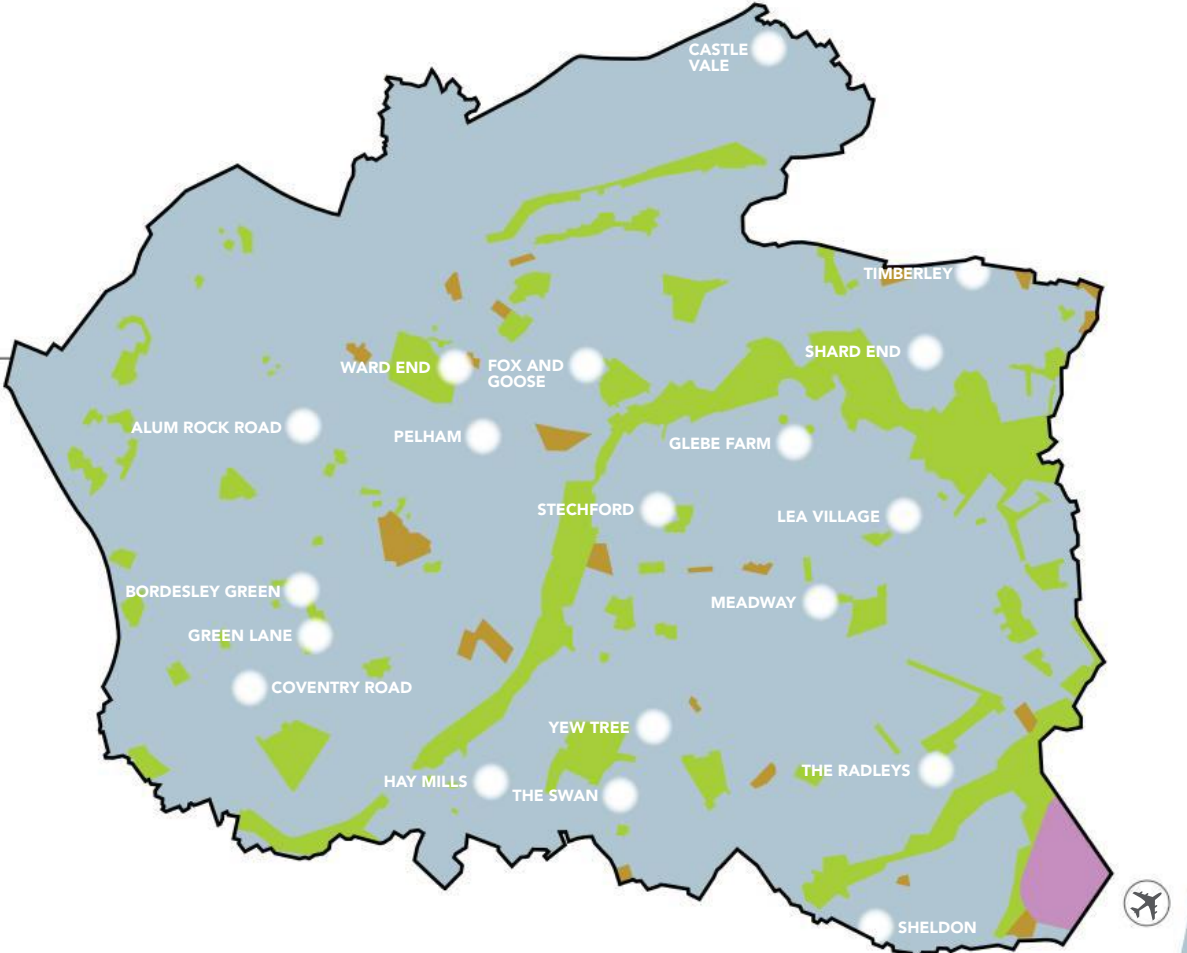 CASTLE
VALE
TIMBERLEY
SHARD END
WARD END
FOX AND
GOOSE
ALUM ROCK ROAD
PELHAM
GLEBE FARM
STECHFORD
LEA VILLAGE
BORDESLEY GREEN
MEADWAY
GREEN LANE
COVENTRY ROAD
YEW TREE
THE RADLEYS
HAY MILLS
THE SWAN
SHELDON